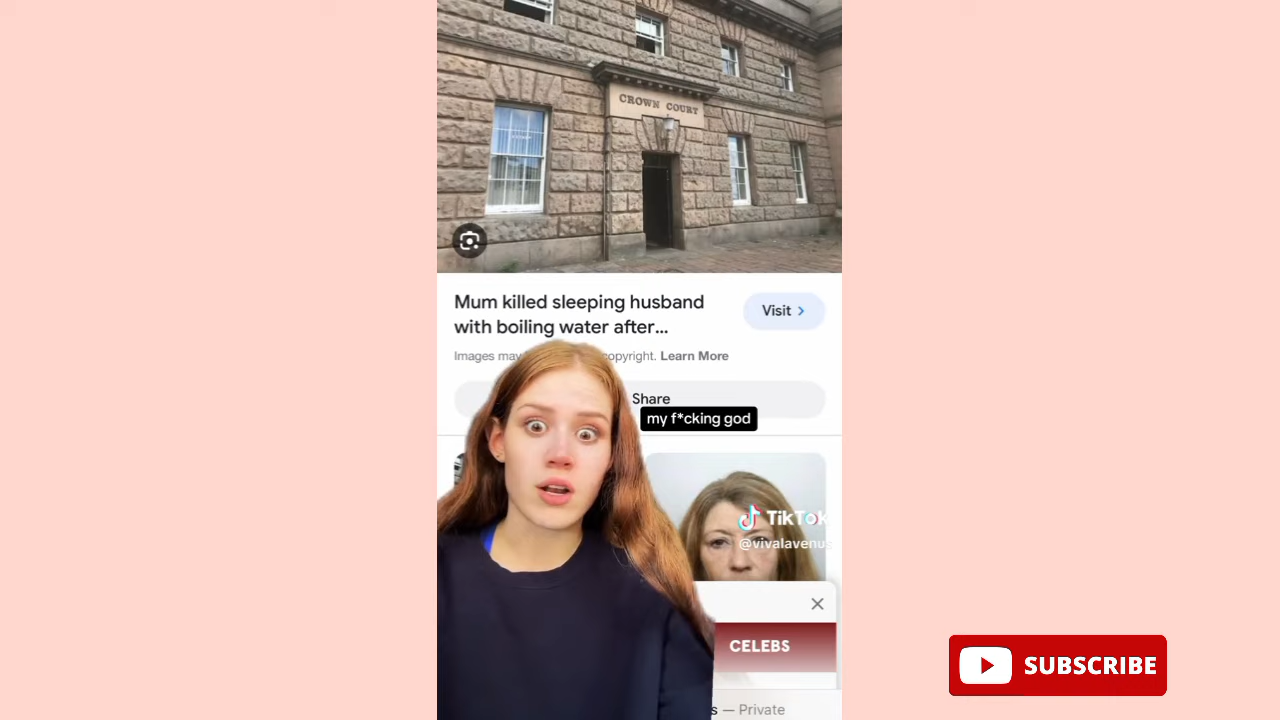 CROWN COURT
Mum killed sleeping husband
with boiling water after...
Visit
Images may copyright. Learn More
Share
my f*cking god
TikTok
@vivalavenus
CELEBS
SUBSCRIBE
s — Private